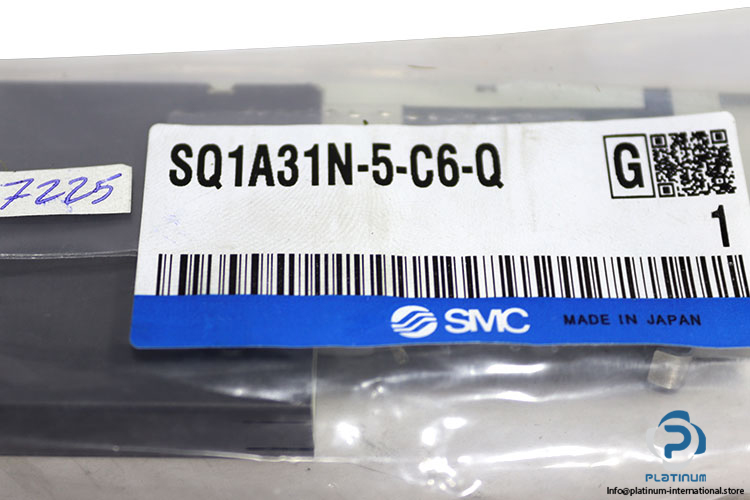 SQ1A31N-5-C6-Q
G
7225
1
SMC
MADE IN JAPAN
PLATINUM
Info@platinum-international.store